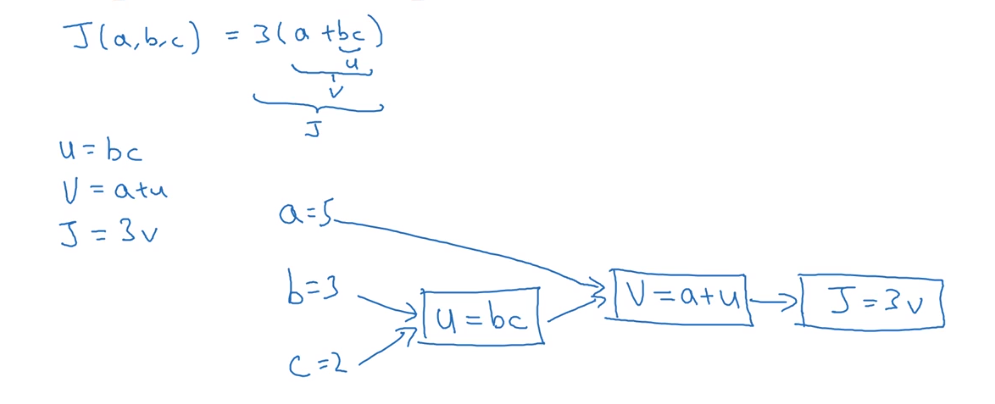 J(a,b,c) = 3(a+bc)
u
v
J
u = bc
v = a+u
J = 3v
a=5
b=3
c=2
u=bc
v=a+u
J=3v